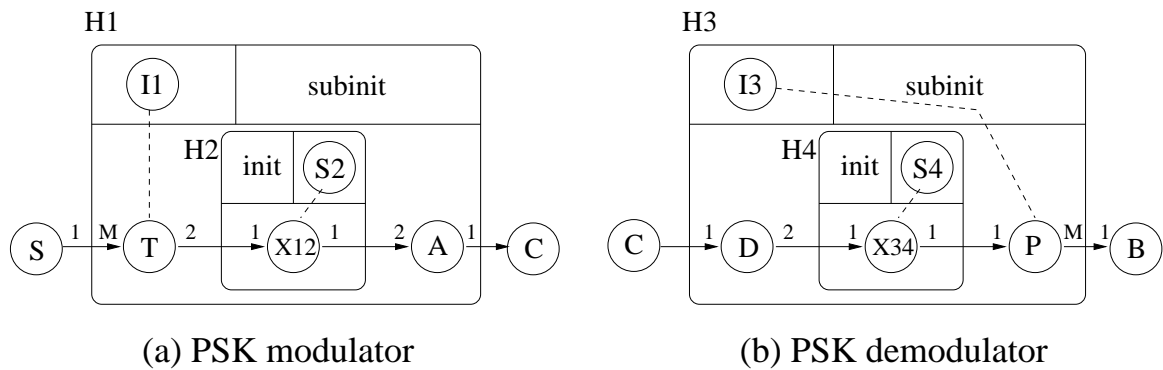 H1
I1
subinit
H2
init
S2
S
1
M
T
2
1
X12
1
2
A
1
C
(a) PSK modulator
H3
I3
subinit
H4
init
S4
C
1
D
2
1
X34
1
1
P
M
1
B
(b) PSK demodulator